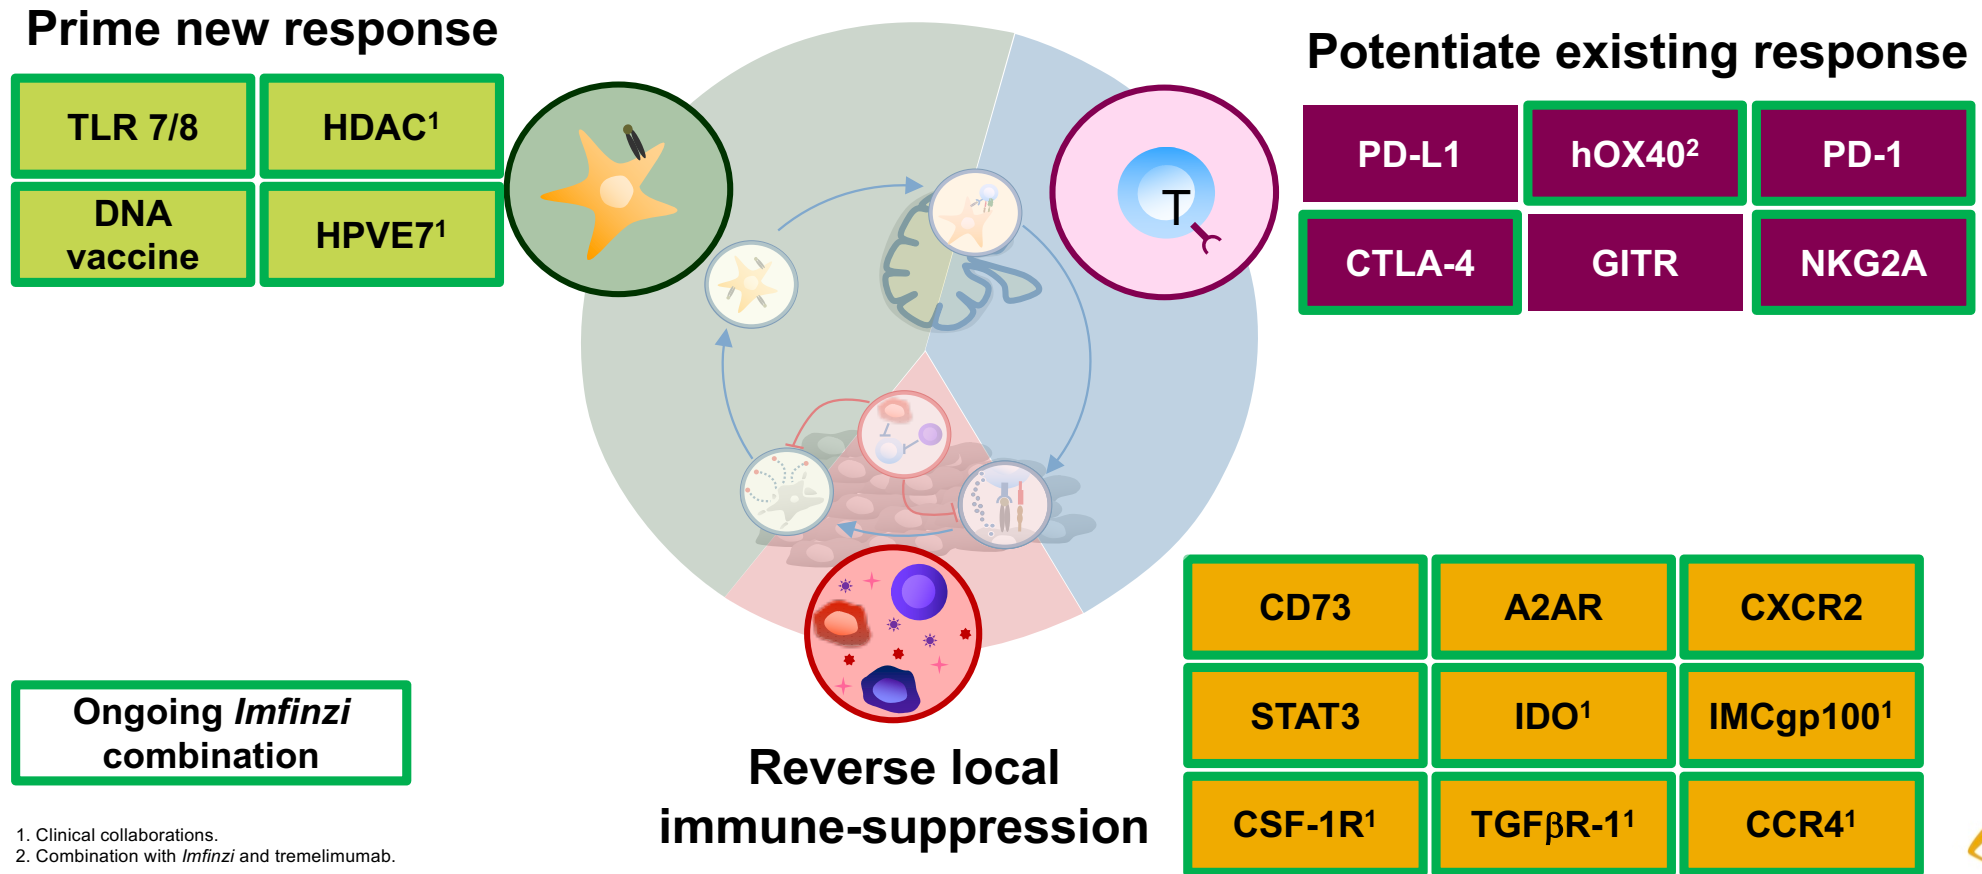 Prime new response
TLR 7/8
HDAC¹
DNA
vaccine
HPVE7¹
Potentiate existing response
PD-L1
hOX40²
PD-1
CTLA-4
GITR
NKG2A
T
CD73
A2AR
CXCR2
STAT3
IDO¹
IMCgp100¹
CSF-1R¹
TGFβR-1¹
CCR4¹
Reverse local
immune-suppression
Ongoing Imfinzi
combination
1. Clinical collaborations.
2. Combination with Imfinzi and tremelimumab.